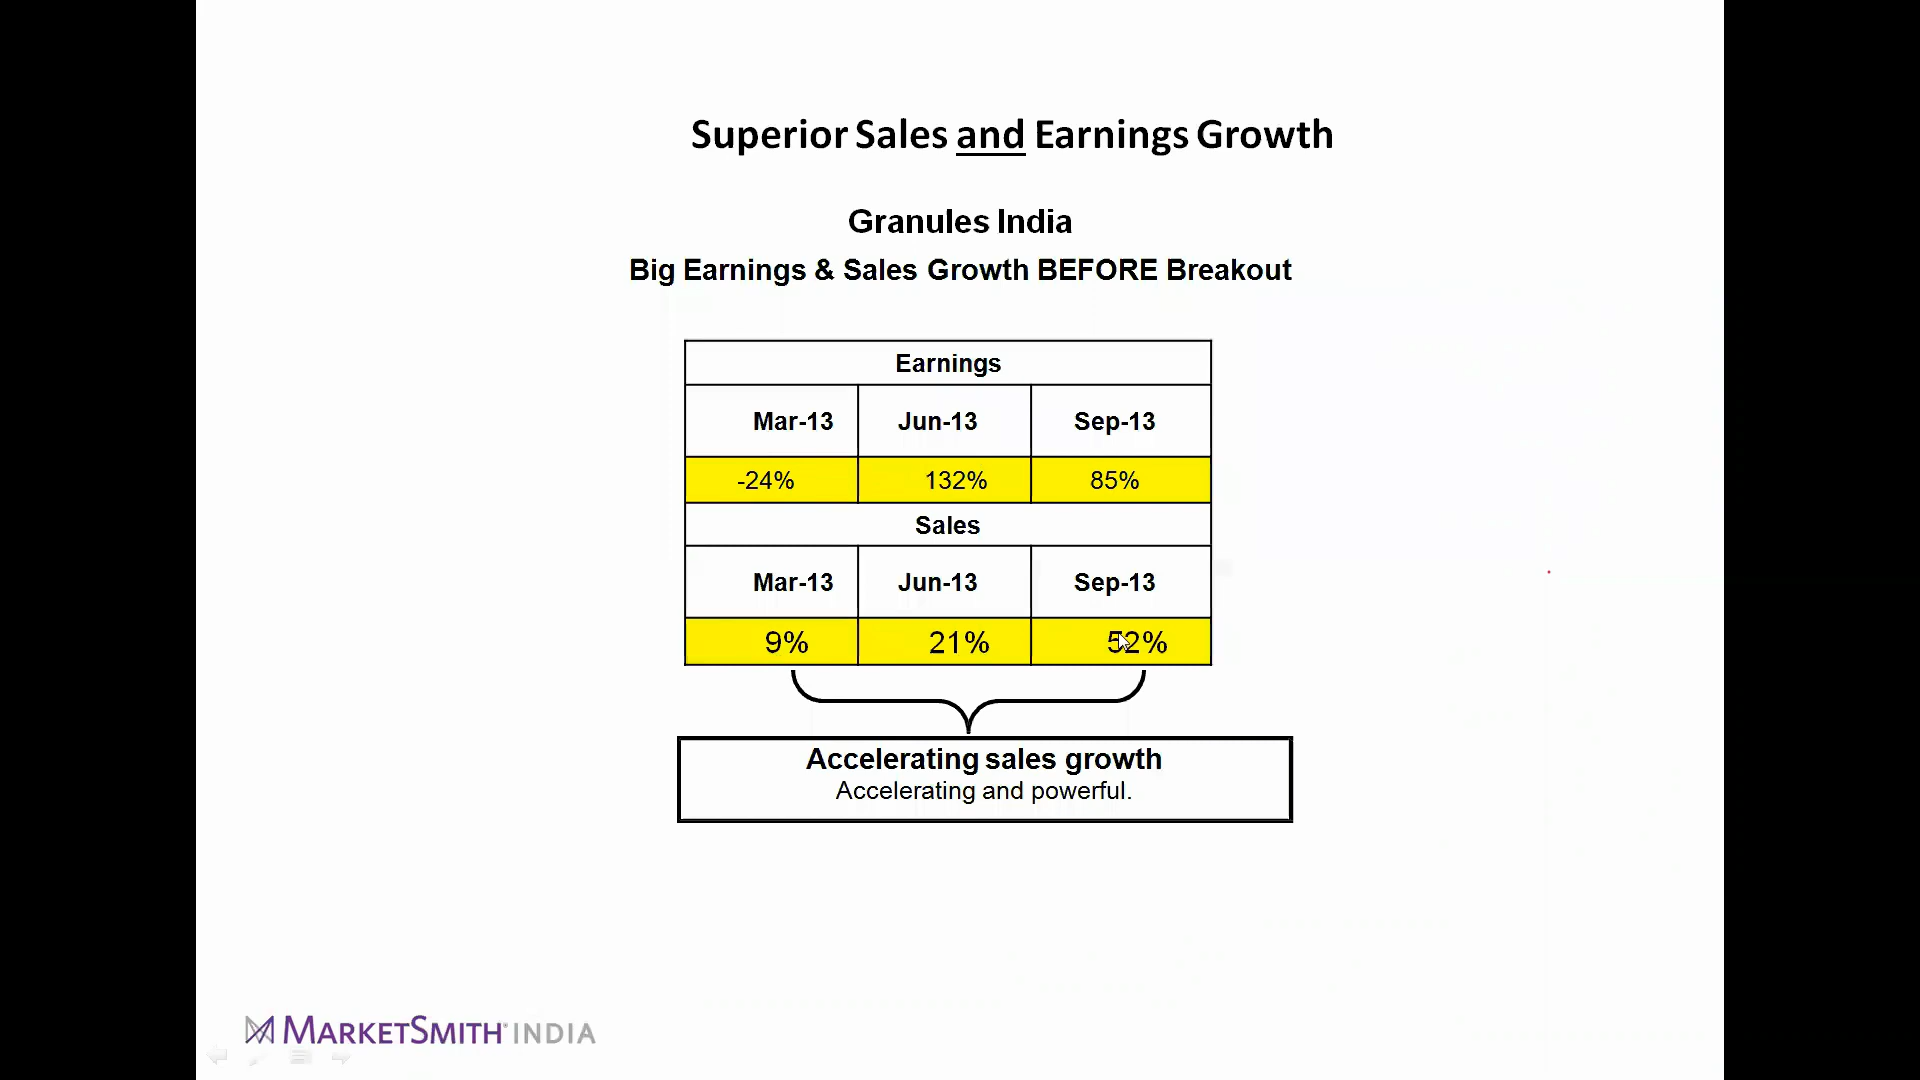 Superior Sales and Earnings Growth
Granules India
Big Earnings & Sales Growth BEFORE Breakout
Earnings
Mar-13 Jun-13 Sep-13
-24% 132% 85%
Sales
Mar-13 Jun-13 Sep-13
9% 21% 52%
Accelerating sales growth
Accelerating and powerful.
MARKETSMITH INDIA